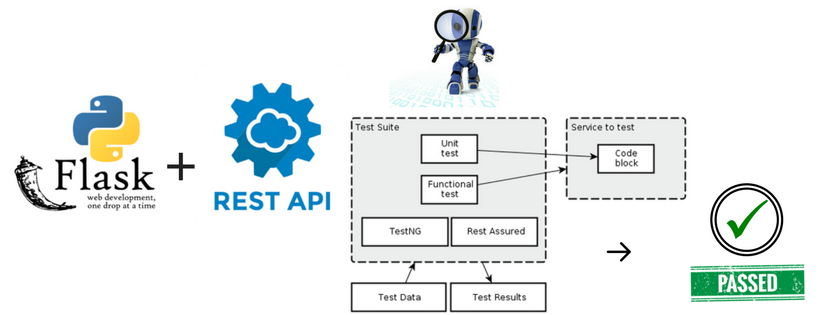 Flask
web development,
one drop at a time
+
REST API
Test Suite
Unit
test
Functional
test
TestNG
Rest Assured
Test Data
Test Results
Service to test
Code
block
PASSED